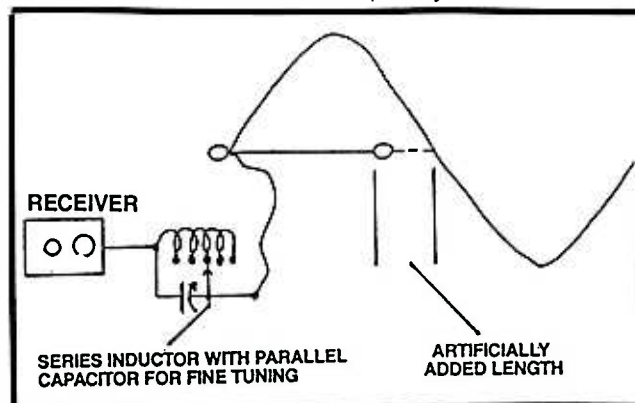 RECEIVER
SERIES INDUCTOR WITH PARALLEL
CAPACITOR FOR FINE TUNING
ARTIFICIALLY
ADDED LENGTH